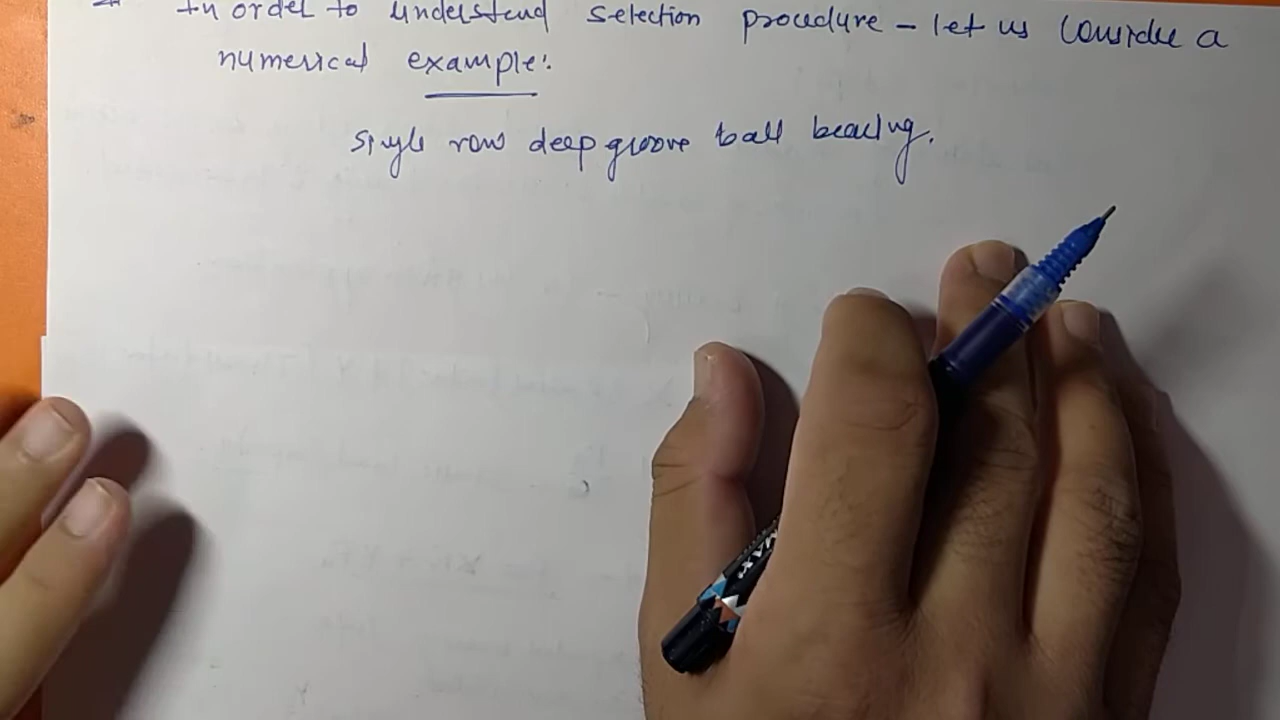 In order to understand selection procedure - let us consider a
numerical example:
single row deep groove ball bearing.